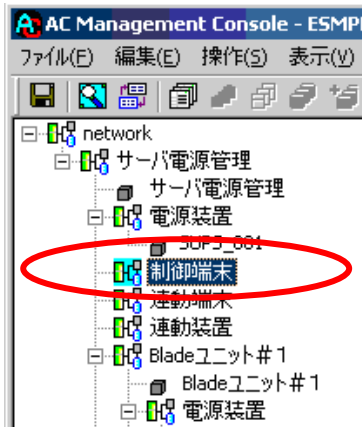 AC Management Console - ESMP
ファイル(F) 編集(E) 操作(S) 表示(V)
network
サーバ電源管理
サーバ電源管理
電源装置
SUPS_001
制御端末
連動端末
連動装置
Bladeユニット#1
Bladeユニット#1
電源装置